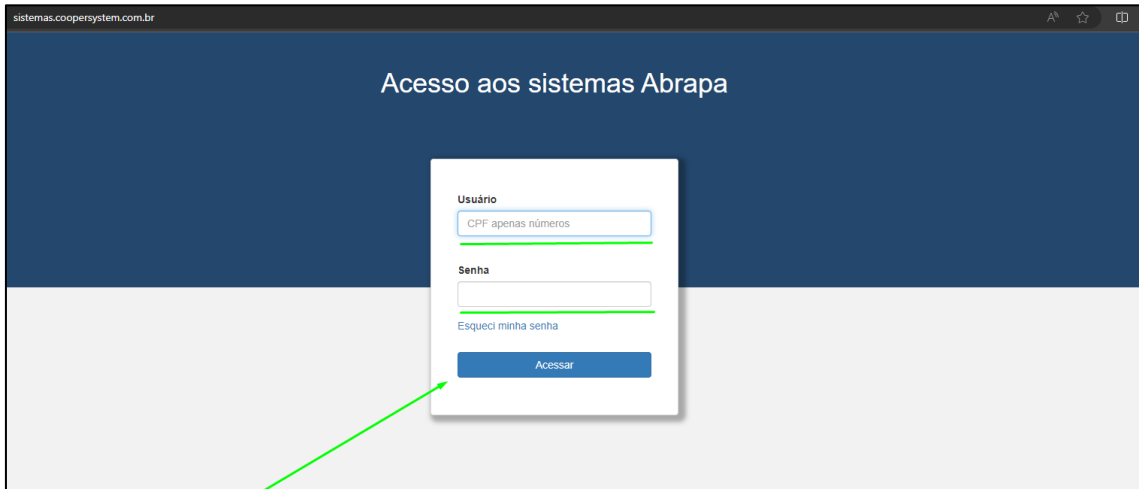 sistemas.coopersystem.com.br
Acesso aos sistemas Abrapa
Usuário
CPF apenas números
Senha
Esqueci minha senha
Acessar